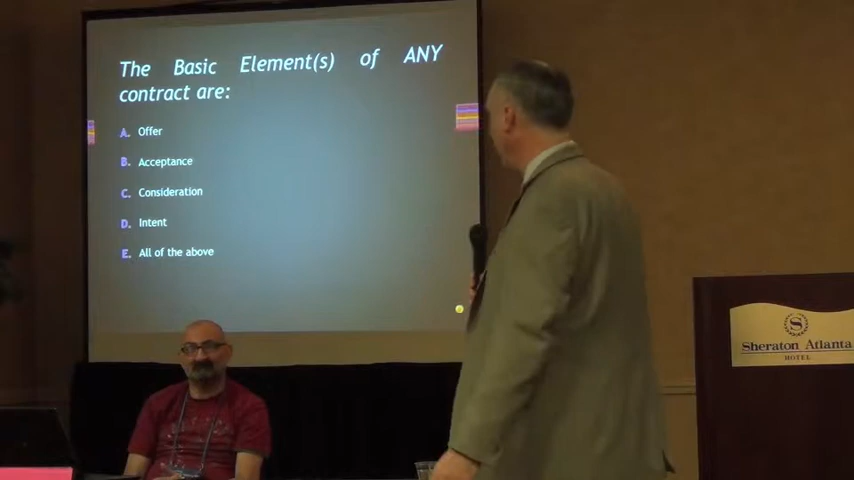 The Basic Element(s) of ANY
contract are:
A. Offer
B. Acceptance
C. Consideration
D. Intent
E. All of the above
S
Sheraton Atlanta
HOTEL